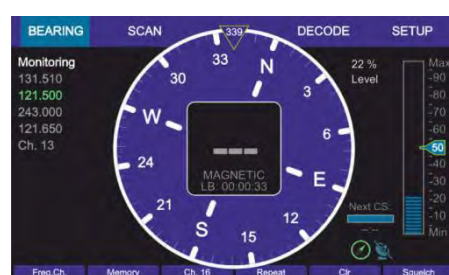 BEARING SCAN DECODE SETUP
339
Monitoring
131.510
121.500
243.000
121.650
Ch. 13
33 N 3 6 E 12 15 S 21 24 W 30
---
MAGNETIC
LB: 00:00:33
22 %
Level
Max
-90
-80
-70
-60
50
-40
-30
-20
-10
Min
Next CS:
--:--
Freq.Ch. Memory Ch. 16 Repeat Clr Squelch